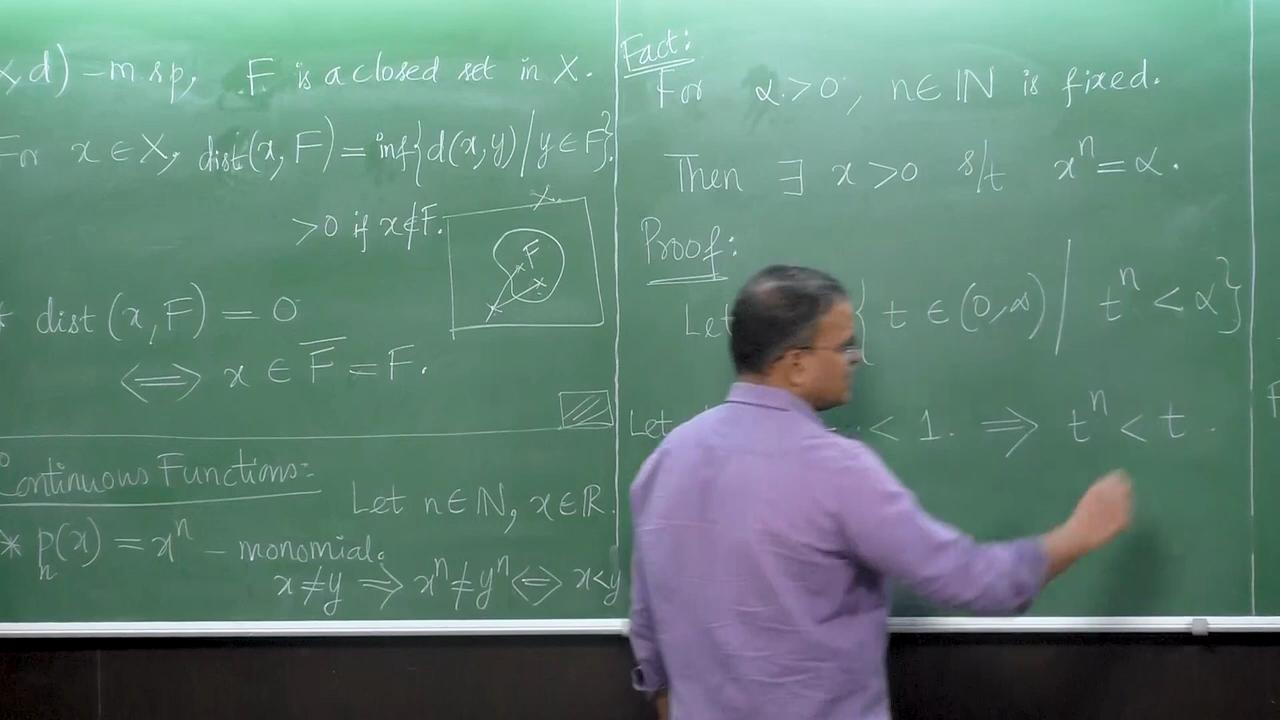 x, d) – m. sp, F is a closed set in X.
For x ∈ X, dist(x, F) = inf{d(x,y) / y ∈ F}.
> 0 if x ∉ F.
X
F
* dist(x, F) = 0
⟺ x ∈ F̅ = F.
Continuous Functions:
Let n ∈ ℕ, x ∈ ℝ.
* pₙ(x) = xⁿ – monomial.
x ≠ y ⟹ xⁿ ≠ yⁿ ⟺ x < y
Fact:
For α > 0, n ∈ ℕ is fixed.
Then ∃ x > 0 s/t xⁿ = α.
Proof:
Let { t ∈ (0, ∞) | tⁿ < α}
Let < 1. ⟹ tⁿ < t.